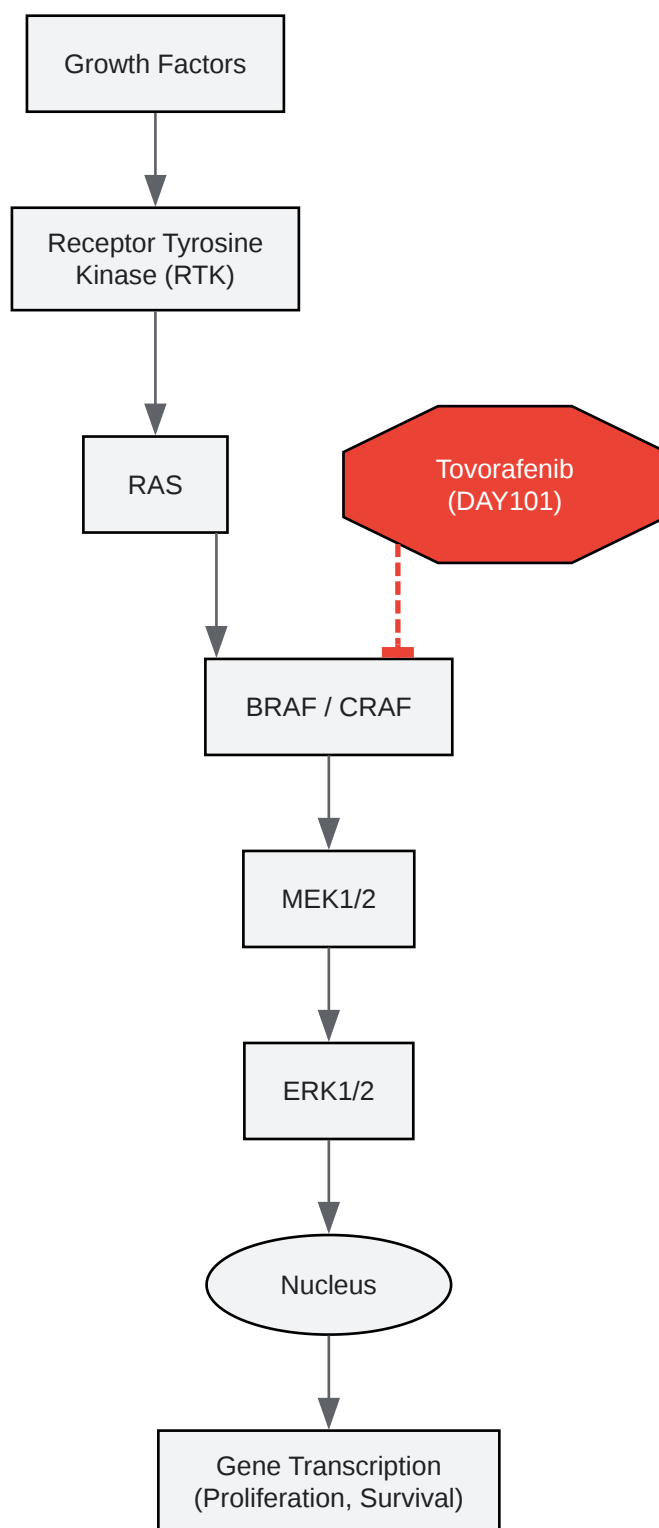 Growth Factors
Receptor Tyrosine
Kinase (RTK)
RAS
Tovorafenib
(DAY101)
BRAF / CRAF
MEK1/2
ERK1/2
Nucleus
Gene Transcription
(Proliferation, Survival)